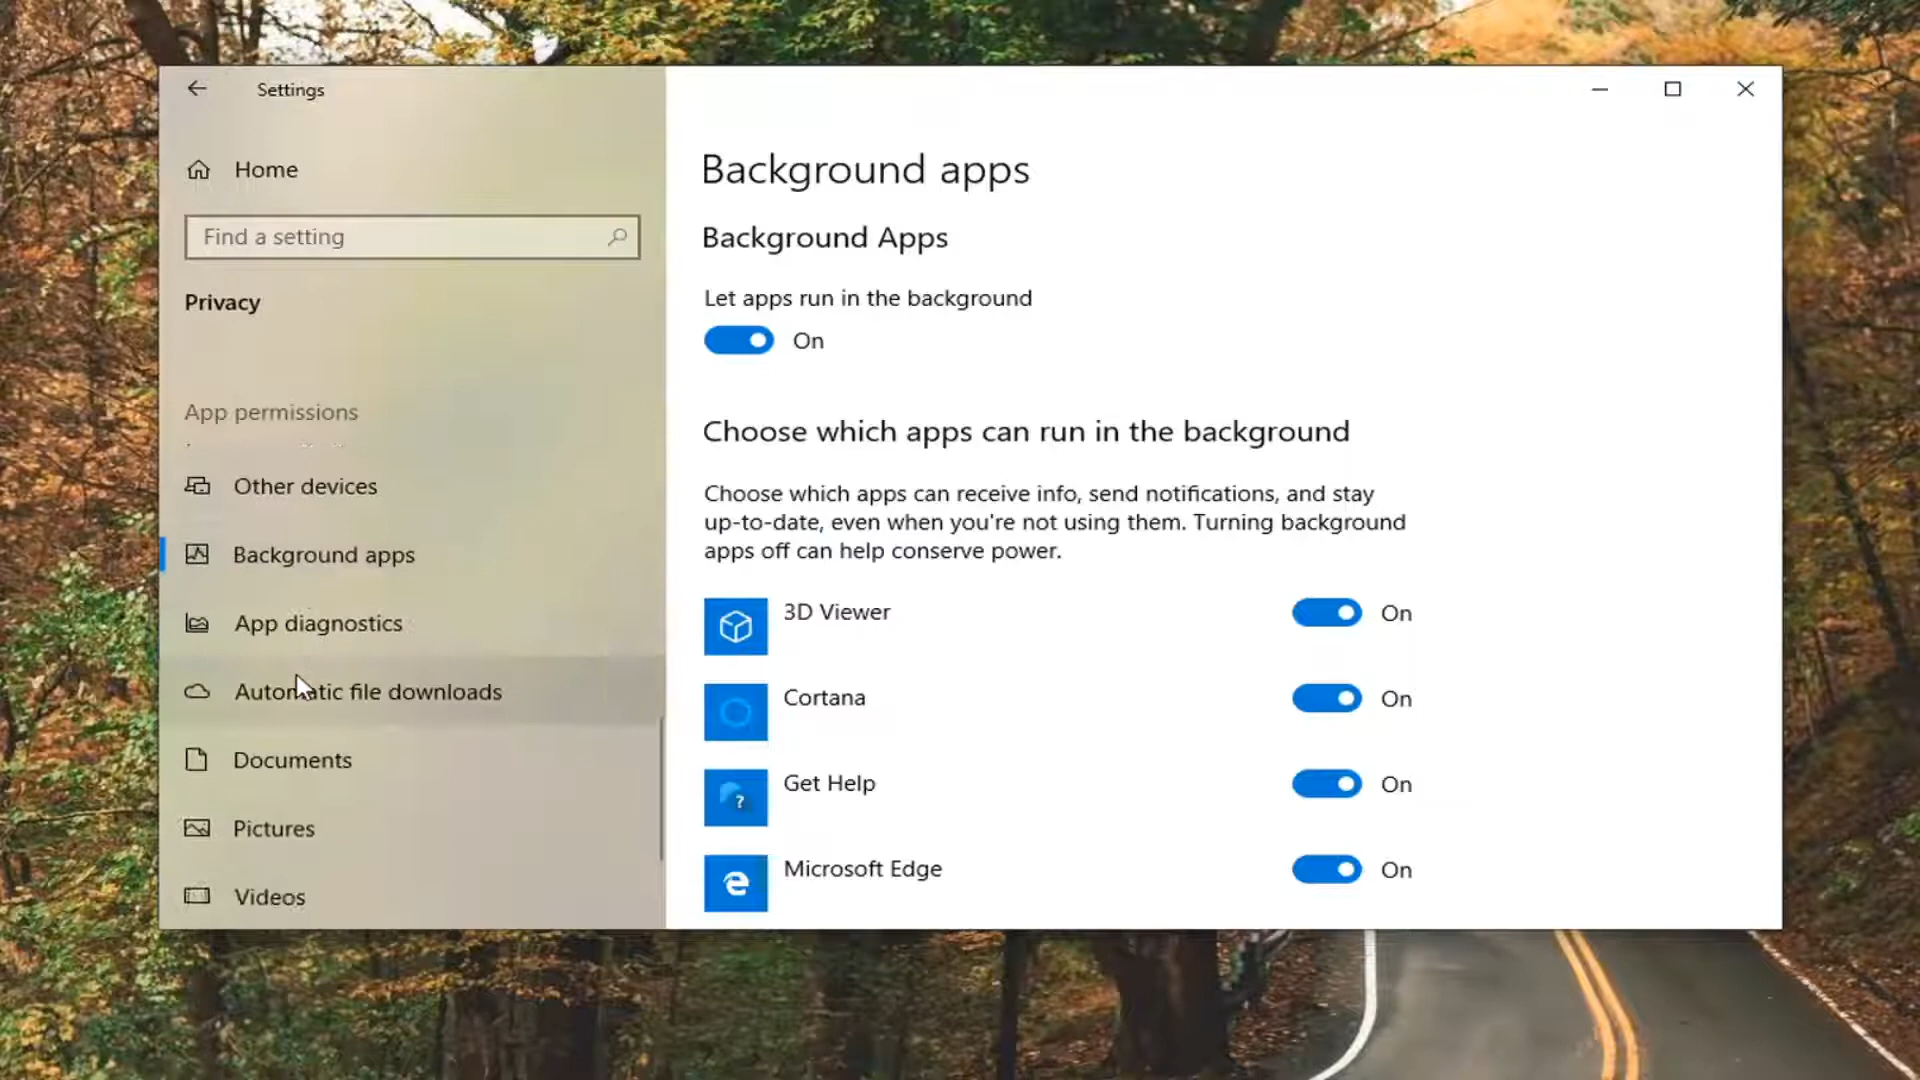 Settings
Home
Find a setting
Privacy
App permissions
Other devices
Background apps
App diagnostics
Automatic file downloads
Documents
Pictures
Videos
Background apps
Background Apps
Let apps run in the background
On
Choose which apps can run in the background
Choose which apps can receive info, send notifications, and stay
up-to-date, even when you're not using them. Turning background
apps off can help conserve power.
3D Viewer On
Cortana On
Get Help On
Microsoft Edge On